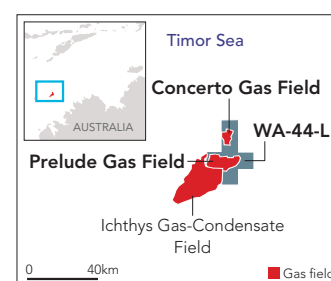 Timor Sea
Concerto Gas Field
AUSTRALIA
WA-44-L
Prelude Gas Field
Ichthys Gas-Condensate
Field
0 40km
Gas field